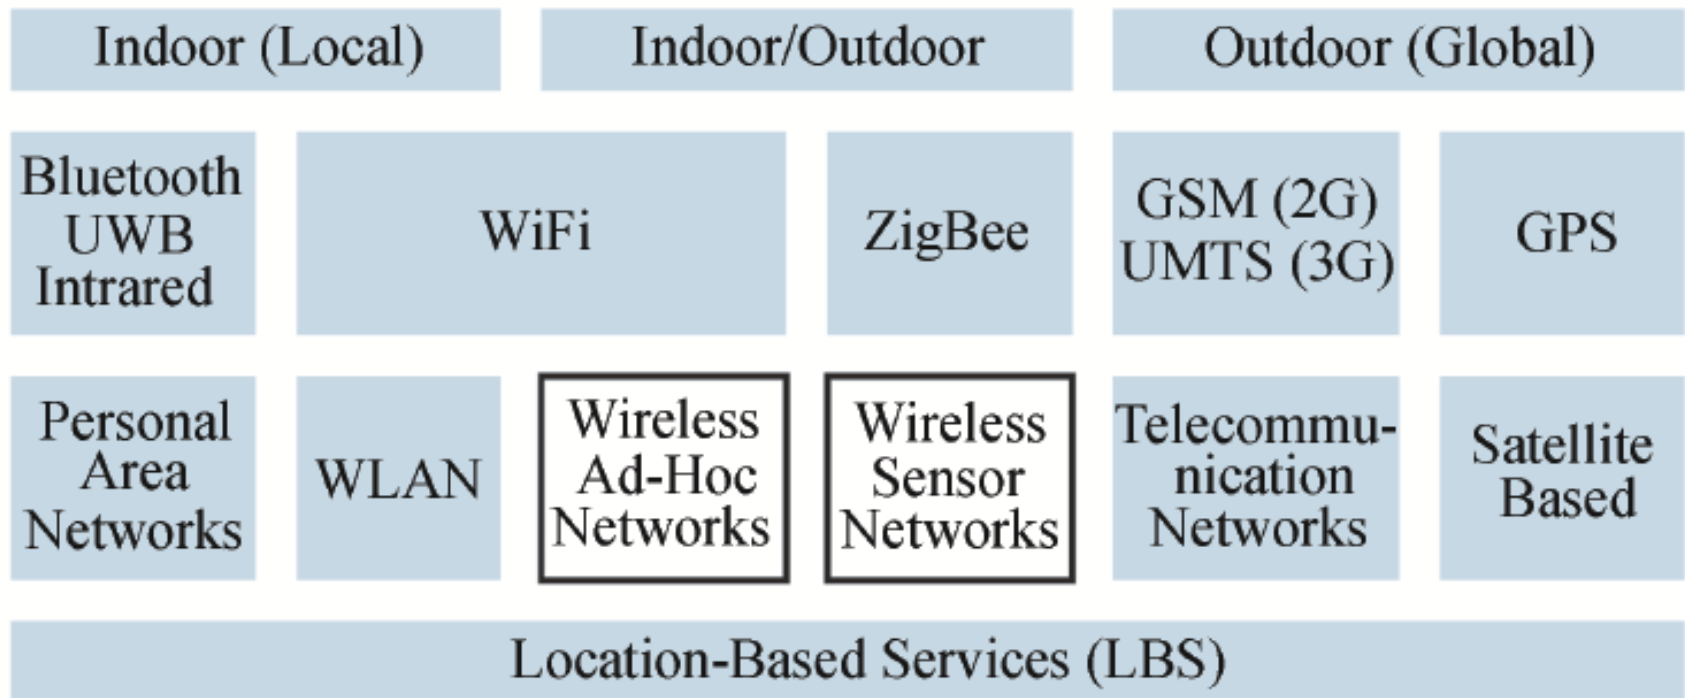 Indoor (Local)
Indoor/Outdoor
Outdoor (Global)
Bluetooth
UWB
Intrared
WiFi
ZigBee
GSM (2G)
UMTS (3G)
GPS
Personal
Area
Networks
WLAN
Wireless
Ad-Hoc
Networks
Wireless
Sensor
Networks
Telecommu-
nication
Networks
Satellite
Based
Location-Based Services (LBS)